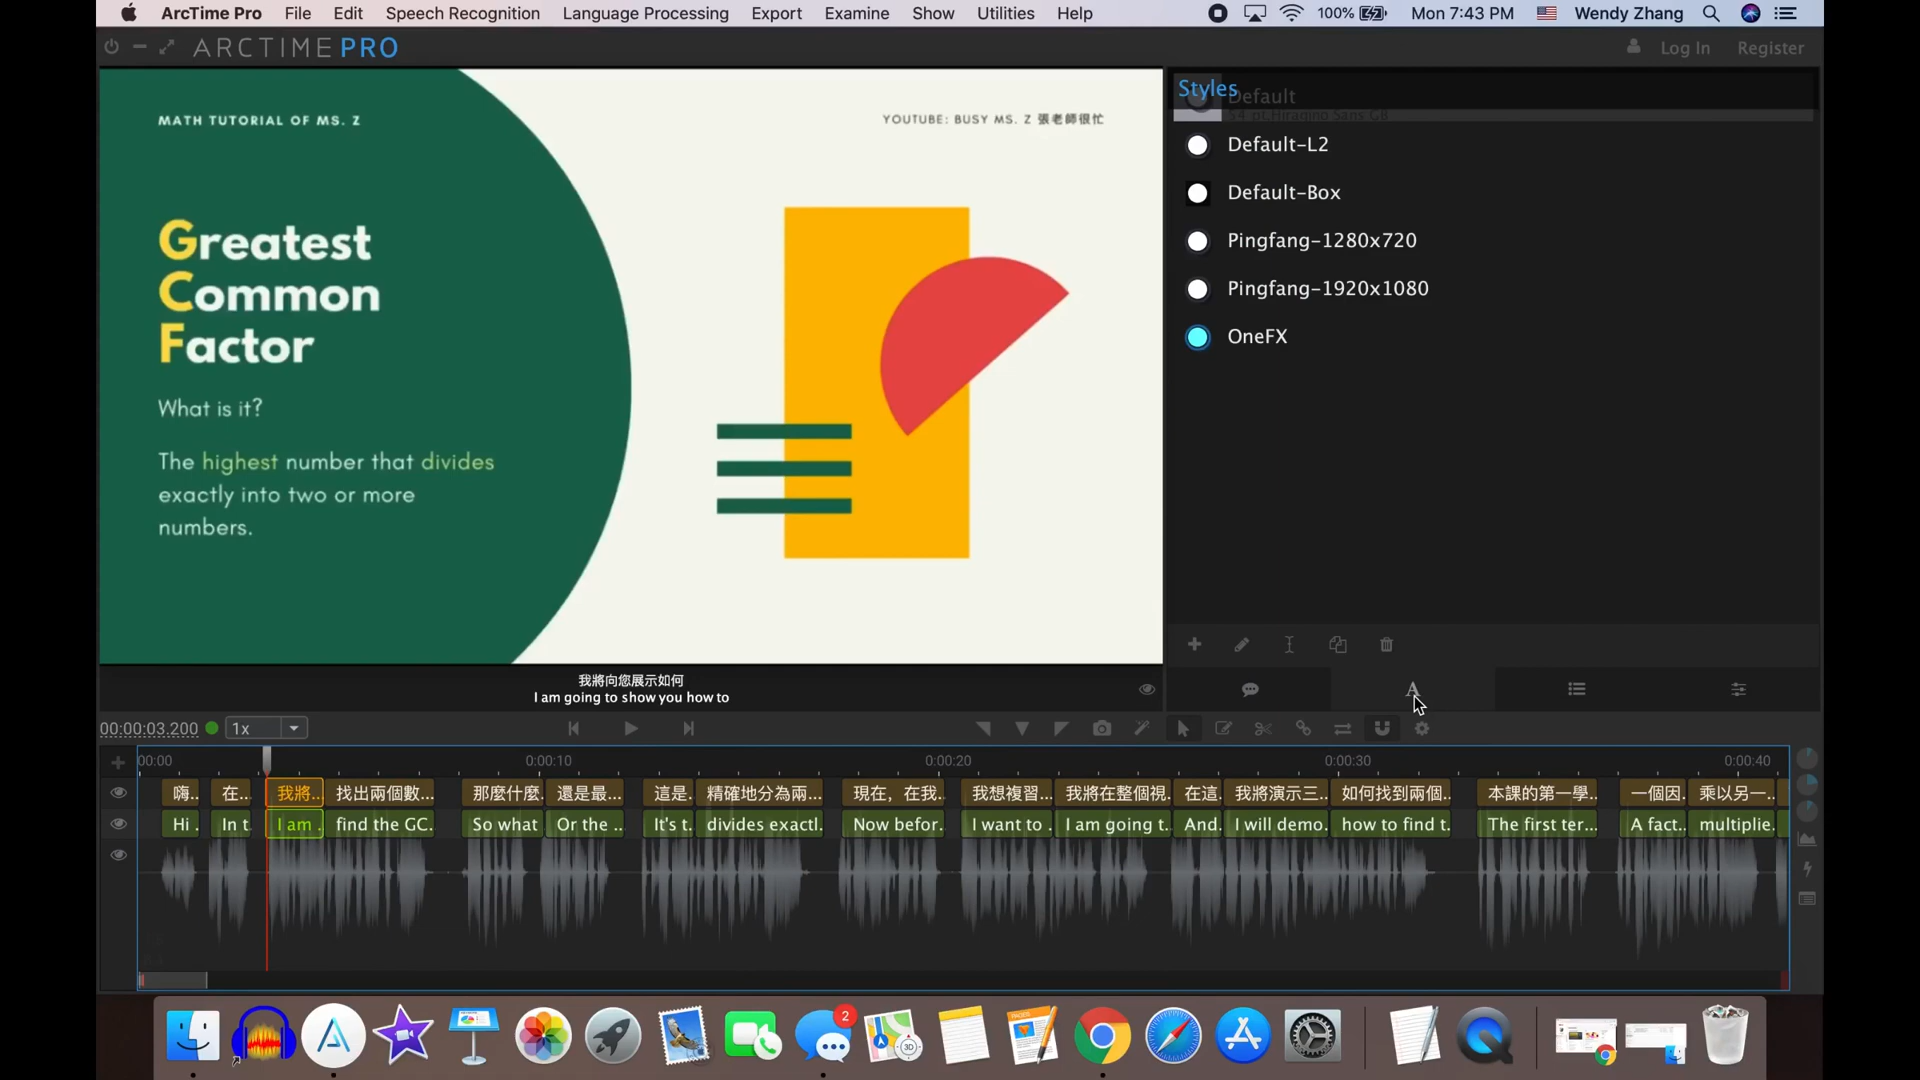 ArcTime Pro File Edit Speech Recognition Language Processing Export Examine Show Utilities Help 100% Mon 7:43 PM Wendy Zhang
ARCTIME PRO Log In Register
MATH TUTORIAL OF MS. Z
YOUTUBE: BUSY MS. Z 張老師很忙
Greatest
Common
Factor
What is it?
The highest number that divides
exactly into two or more
numbers.
我將向您展示如何
I am going to show you how to
Styles
Default
54 pt.Hiragino Sans GB
Default-L2
Default-Box
Pingfang-1280x720
Pingfang-1920x1080
OneFX
A
00:00:03.200 1x
00:00 0:00:10 0:00:20 0:00:30 0:00:40
嗨.. 在.. 我將... 找出兩個數... 那麼什麼. 還是最... 這是. 精確地分為兩... 現在，在我. 我想複習... 我將在整個視. 在這. 我將演示三. 如何找到兩個. 本課的第一學... 一個因. 乘以另一...
Hi . In t. I am . find the GC. So what Or the .. It's t. divides exactl. Now befor. I want to . I am going t. And. I will demo. how to find t. The first ter... A fact.. multiplie.
2
3D
PAGES